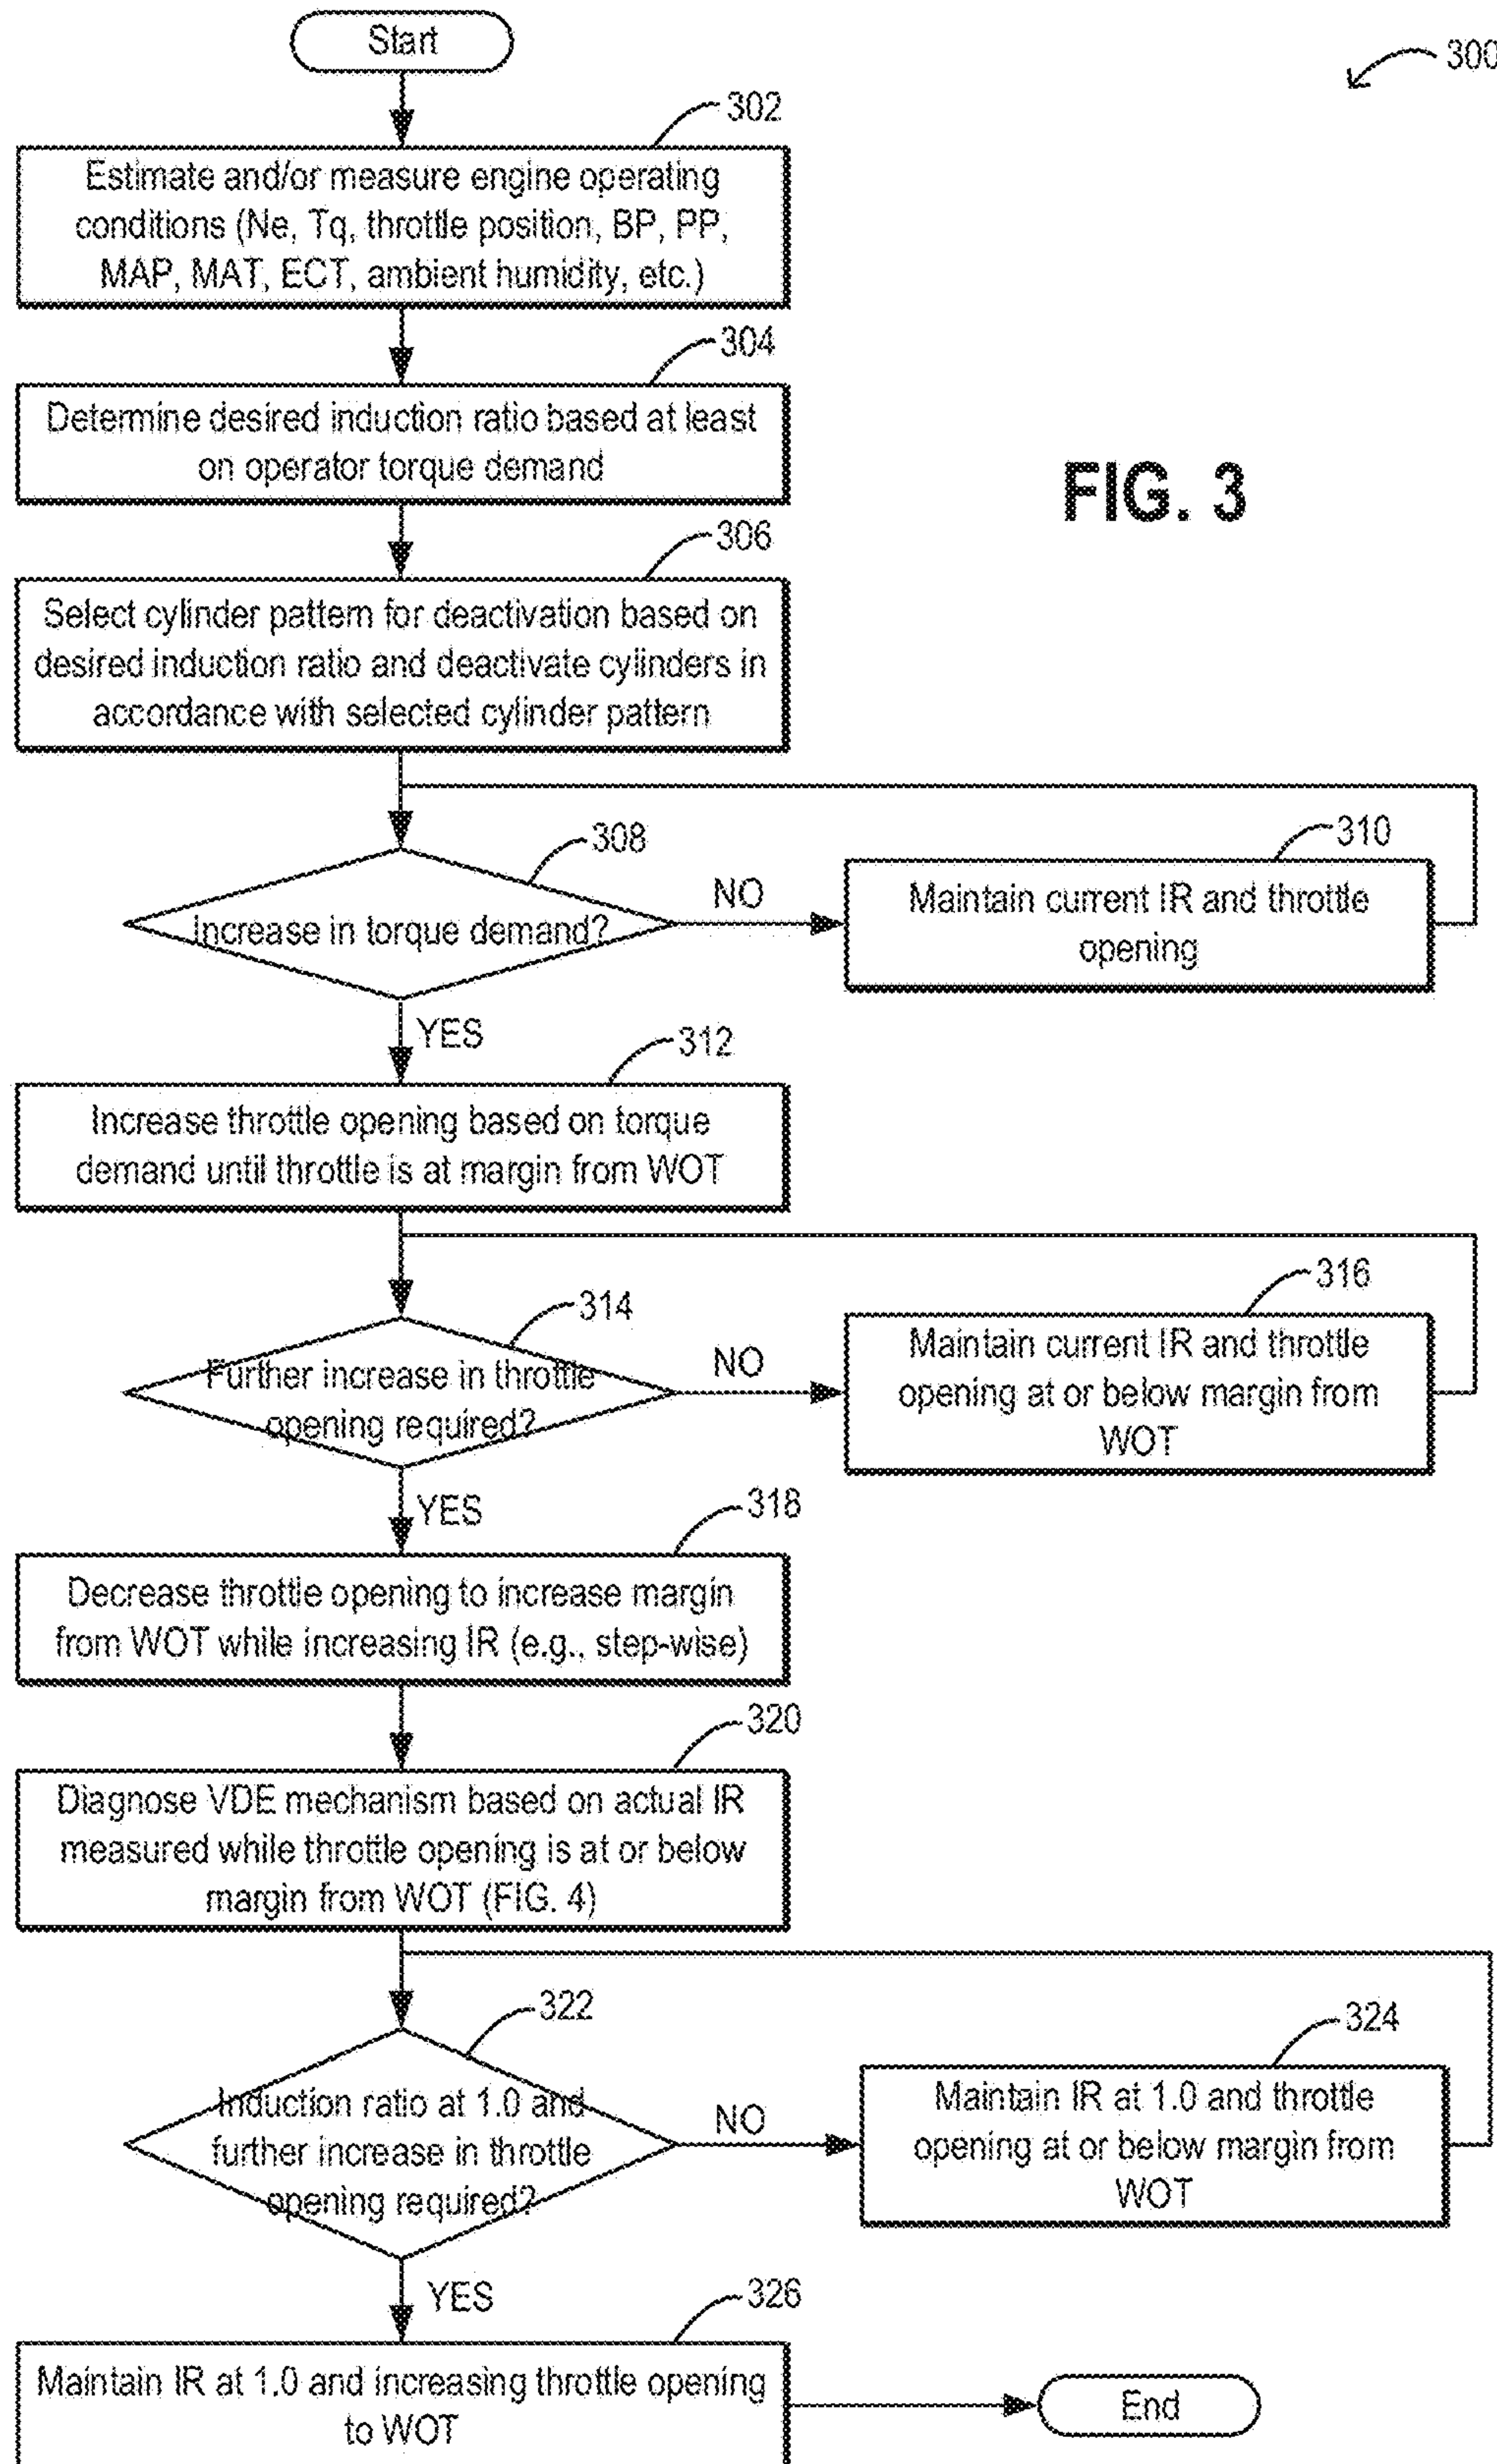 Start
300
302
Estimate and/or measure engine operating
conditions (Ne, Tq, throttle position, BP, PP,
MAP, MAT, ECT, ambient humidity, etc.)
304
Determine desired induction ratio based at least
on operator torque demand
FIG. 3
306
Select cylinder pattern for deactivation based on
desired induction ratio and deactivate cylinders in
accordance with selected cylinder pattern
308
Increase in torque demand?
NO
310
Maintain current IR and throttle
opening
YES
312
Increase throttle opening based on torque
demand until throttle is at margin from WOT
314
Further increase in throttle
opening required?
NO
316
Maintain current IR and throttle
opening at or below margin from
WOT
YES
318
Decrease throttle opening to increase margin
from WOT while increasing IR (e.g., step-wise)
320
Diagnose VDE mechanism based on actual IR
measured while throttle opening is at or below
margin from WOT (FIG. 4)
322
Induction ratio at 1.0 and
further increase in throttle
opening required?
NO
324
Maintain IR at 1.0 and throttle
opening at or below margin from
WOT
YES
326
Maintain IR at 1.0 and increasing throttle opening
to WOT
End